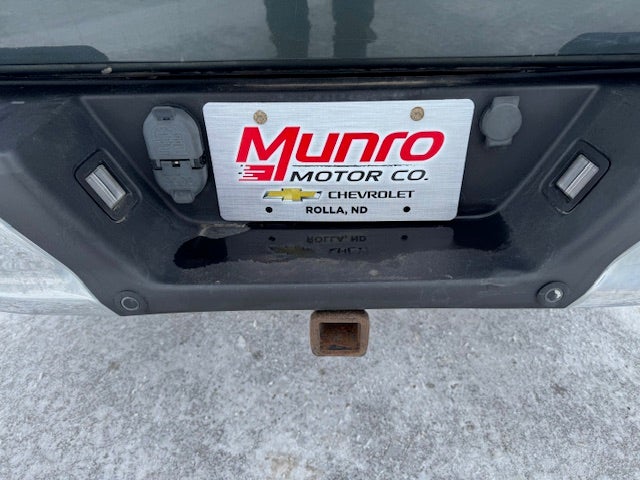 Munro
MOTOR CO.
CHEVROLET
ROLLA, ND